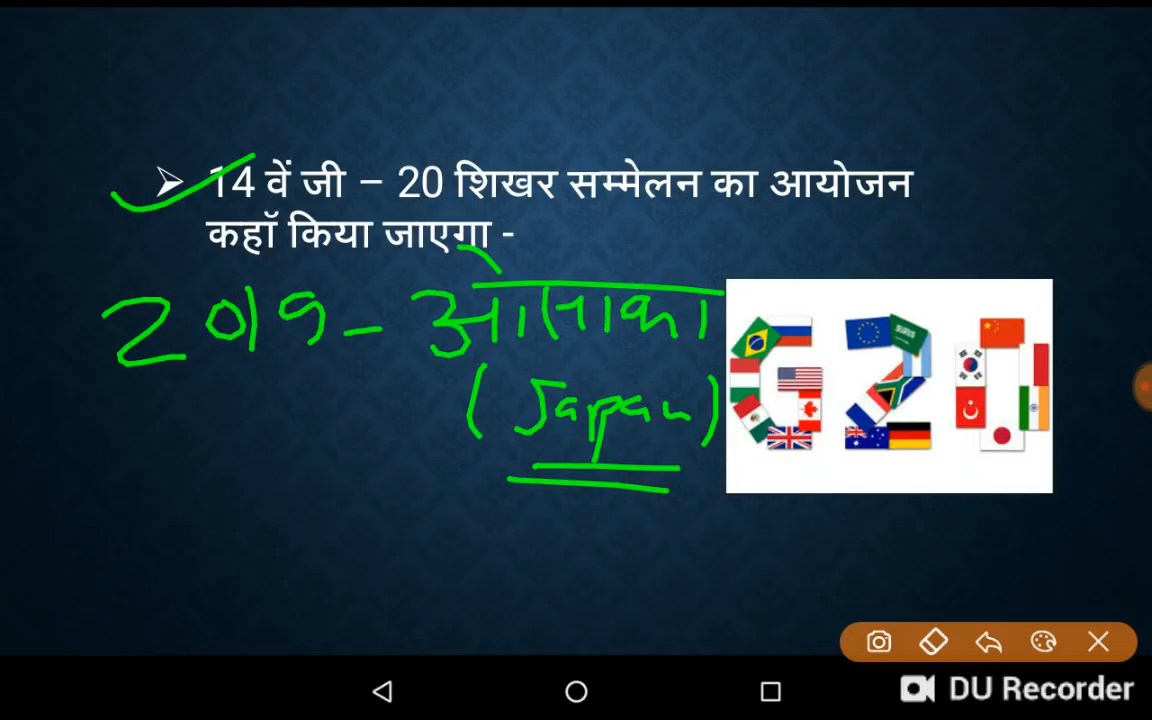 14 वें जी – 20 शिखर सम्मेलन का आयोजन
कहाॅ किया जाएगा -
2019 - ओसाका
(Japan)
G20
DU Recorder